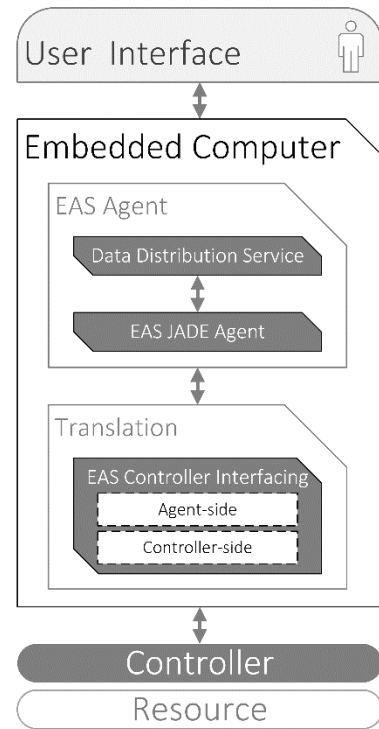 User Interface
Embedded Computer
EAS Agent
Data Distribution Service
EAS JADE Agent
Translation
EAS Controller Interfacing
Agent-side
Controller-side
Controller
Resource